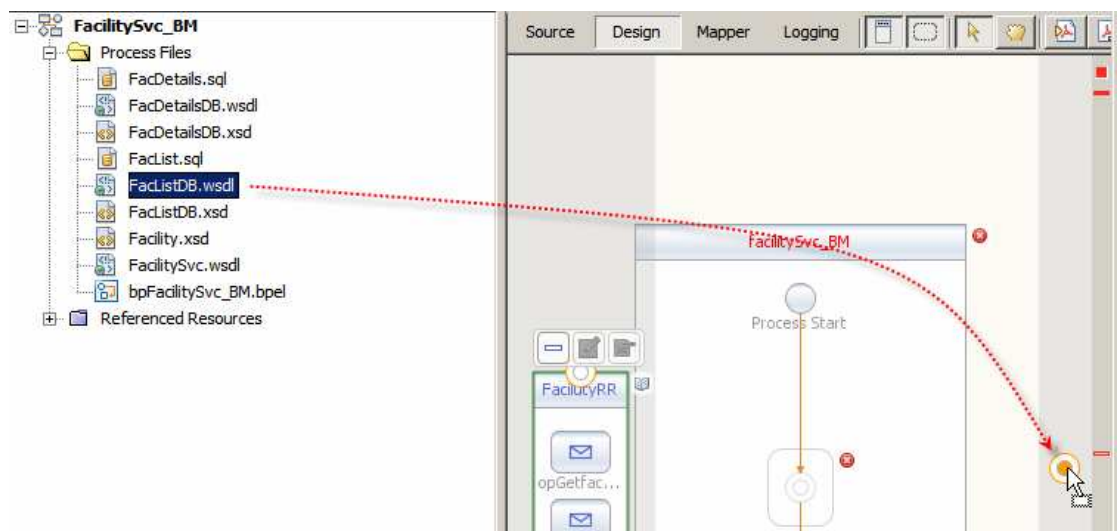 FacilitySvc_BM
Process Files
FacDetails.sql
FacDetailsDB.wsdl
FacDetailsDB.xsd
FacList.sql
FacListDB.wsdl
FacListDB.xsd
Facility.xsd
FacilitySvc.wsdl
bpFacilitySvc_BM.bpel
Referenced Resources
Source Design Mapper Logging
FacilitySvc_BM
Process Start
FacilutyRR
opGetFac...